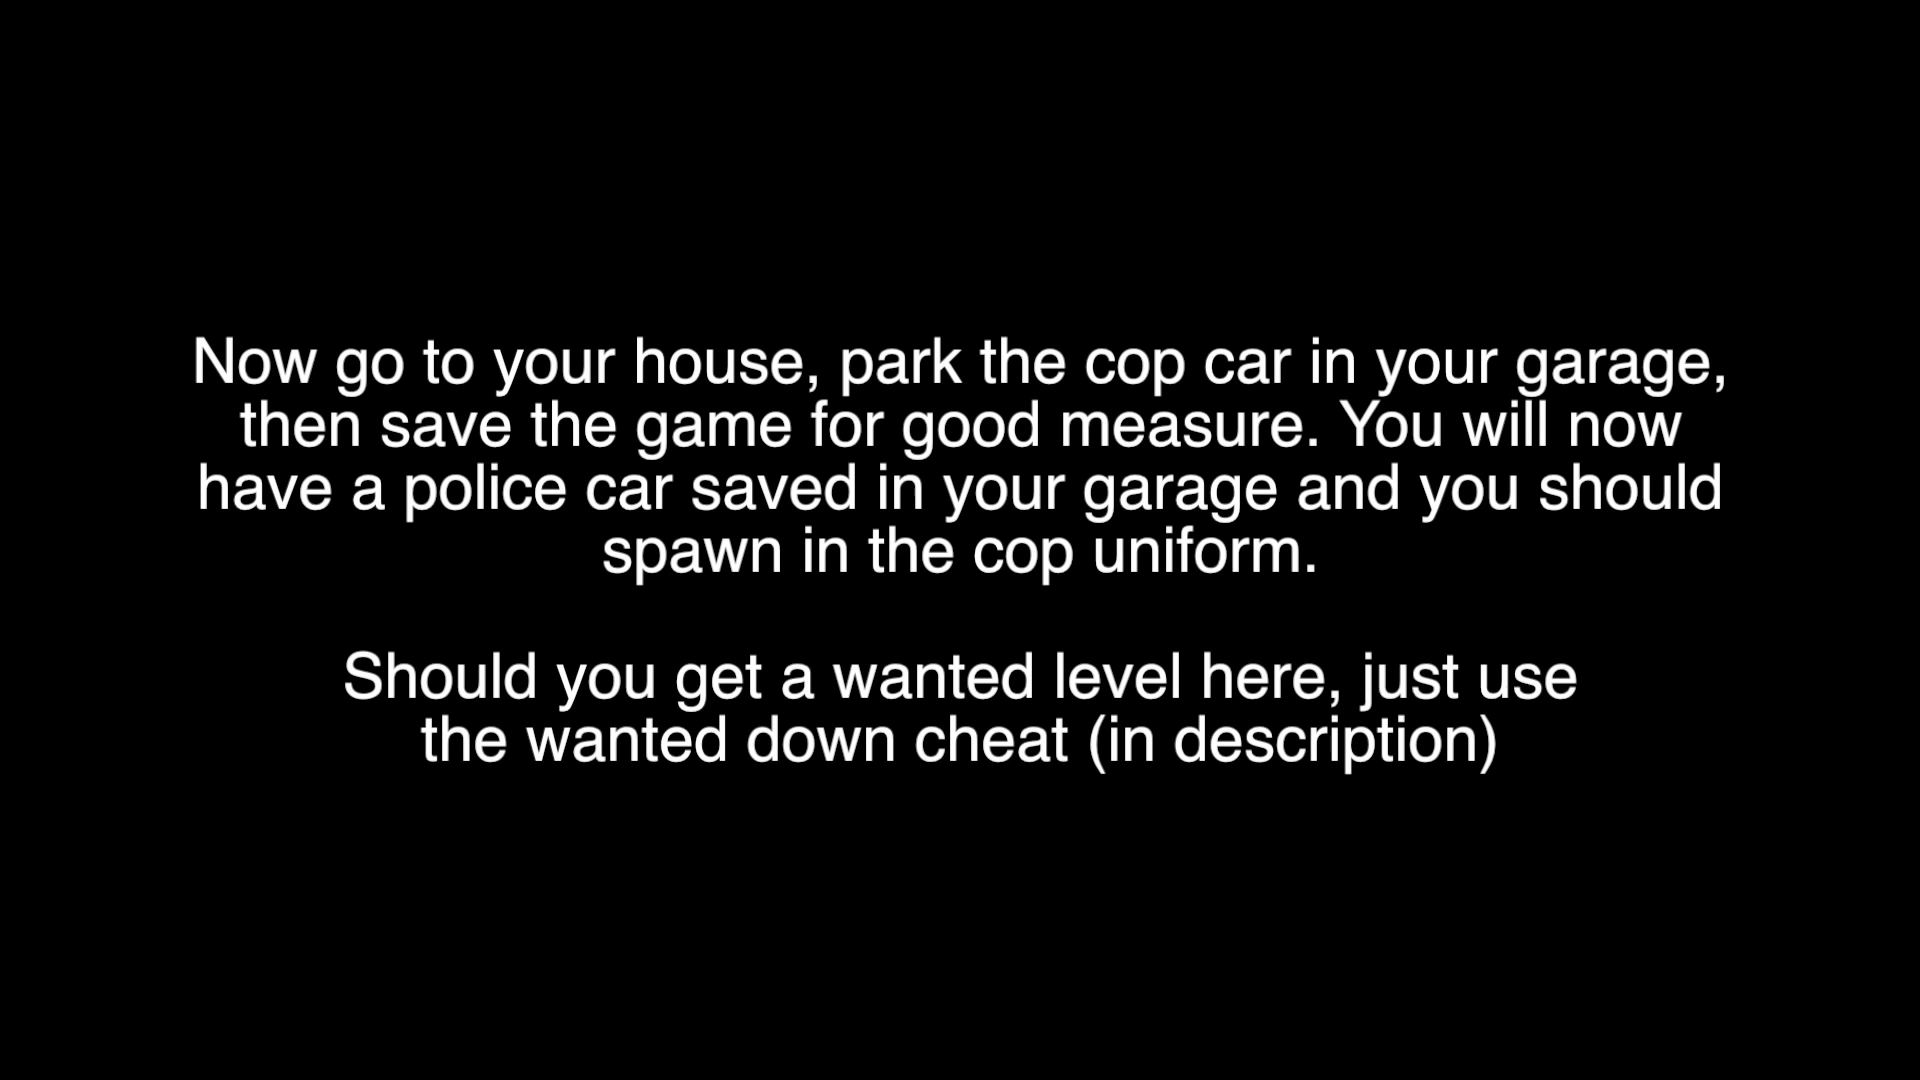 Now go to your house, park the cop car in your garage,
then save the game for good measure. You will now
have a police car saved in your garage and you should
spawn in the cop uniform.
Should you get a wanted level here, just use
the wanted down cheat (in description)